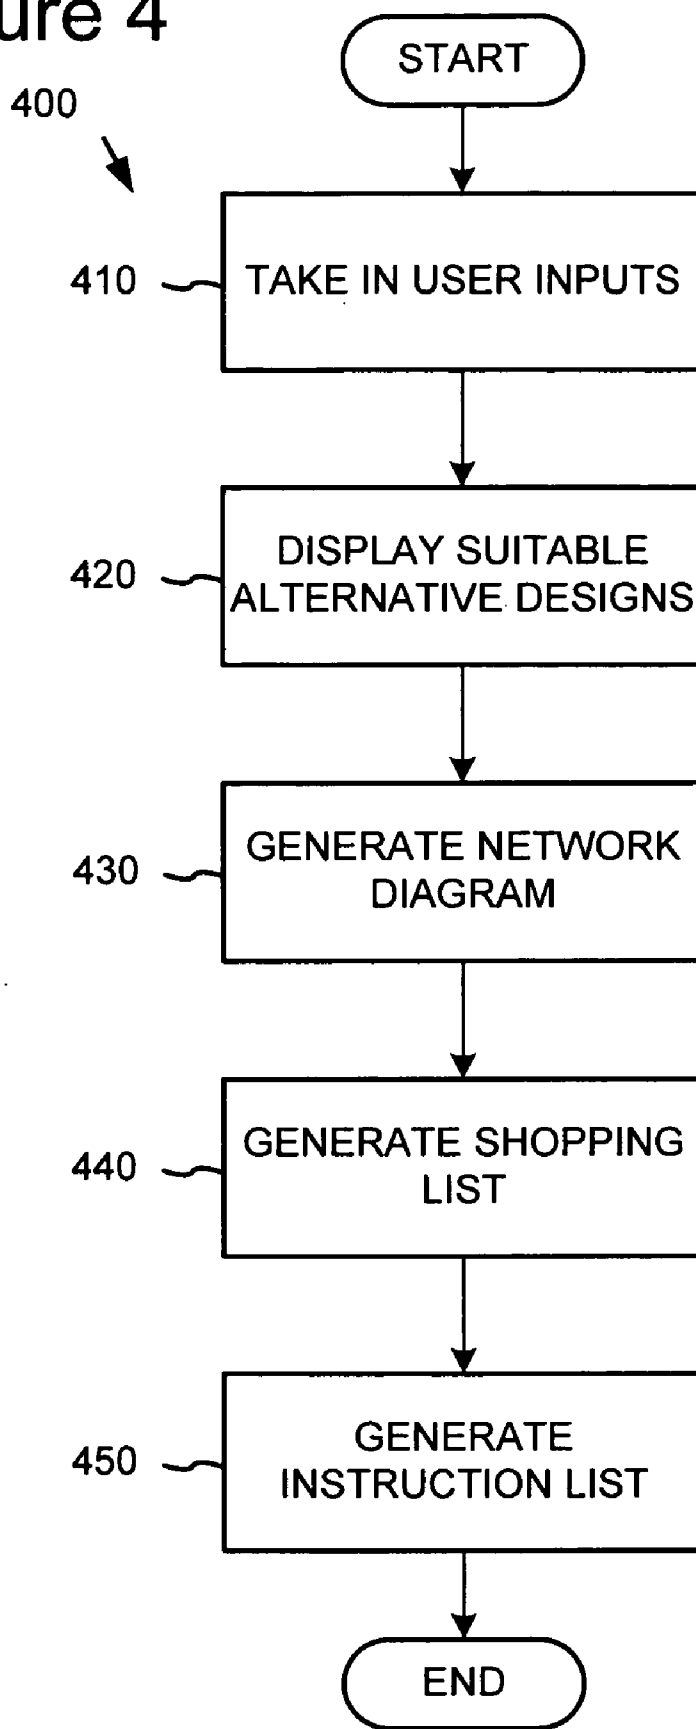 ure 4
START
400
410
TAKE IN USER INPUTS
420
DISPLAY SUITABLE
ALTERNATIVE DESIGNS
430
GENERATE NETWORK
DIAGRAM
440
GENERATE SHOPPING
LIST
450
GENERATE
INSTRUCTION LIST
END